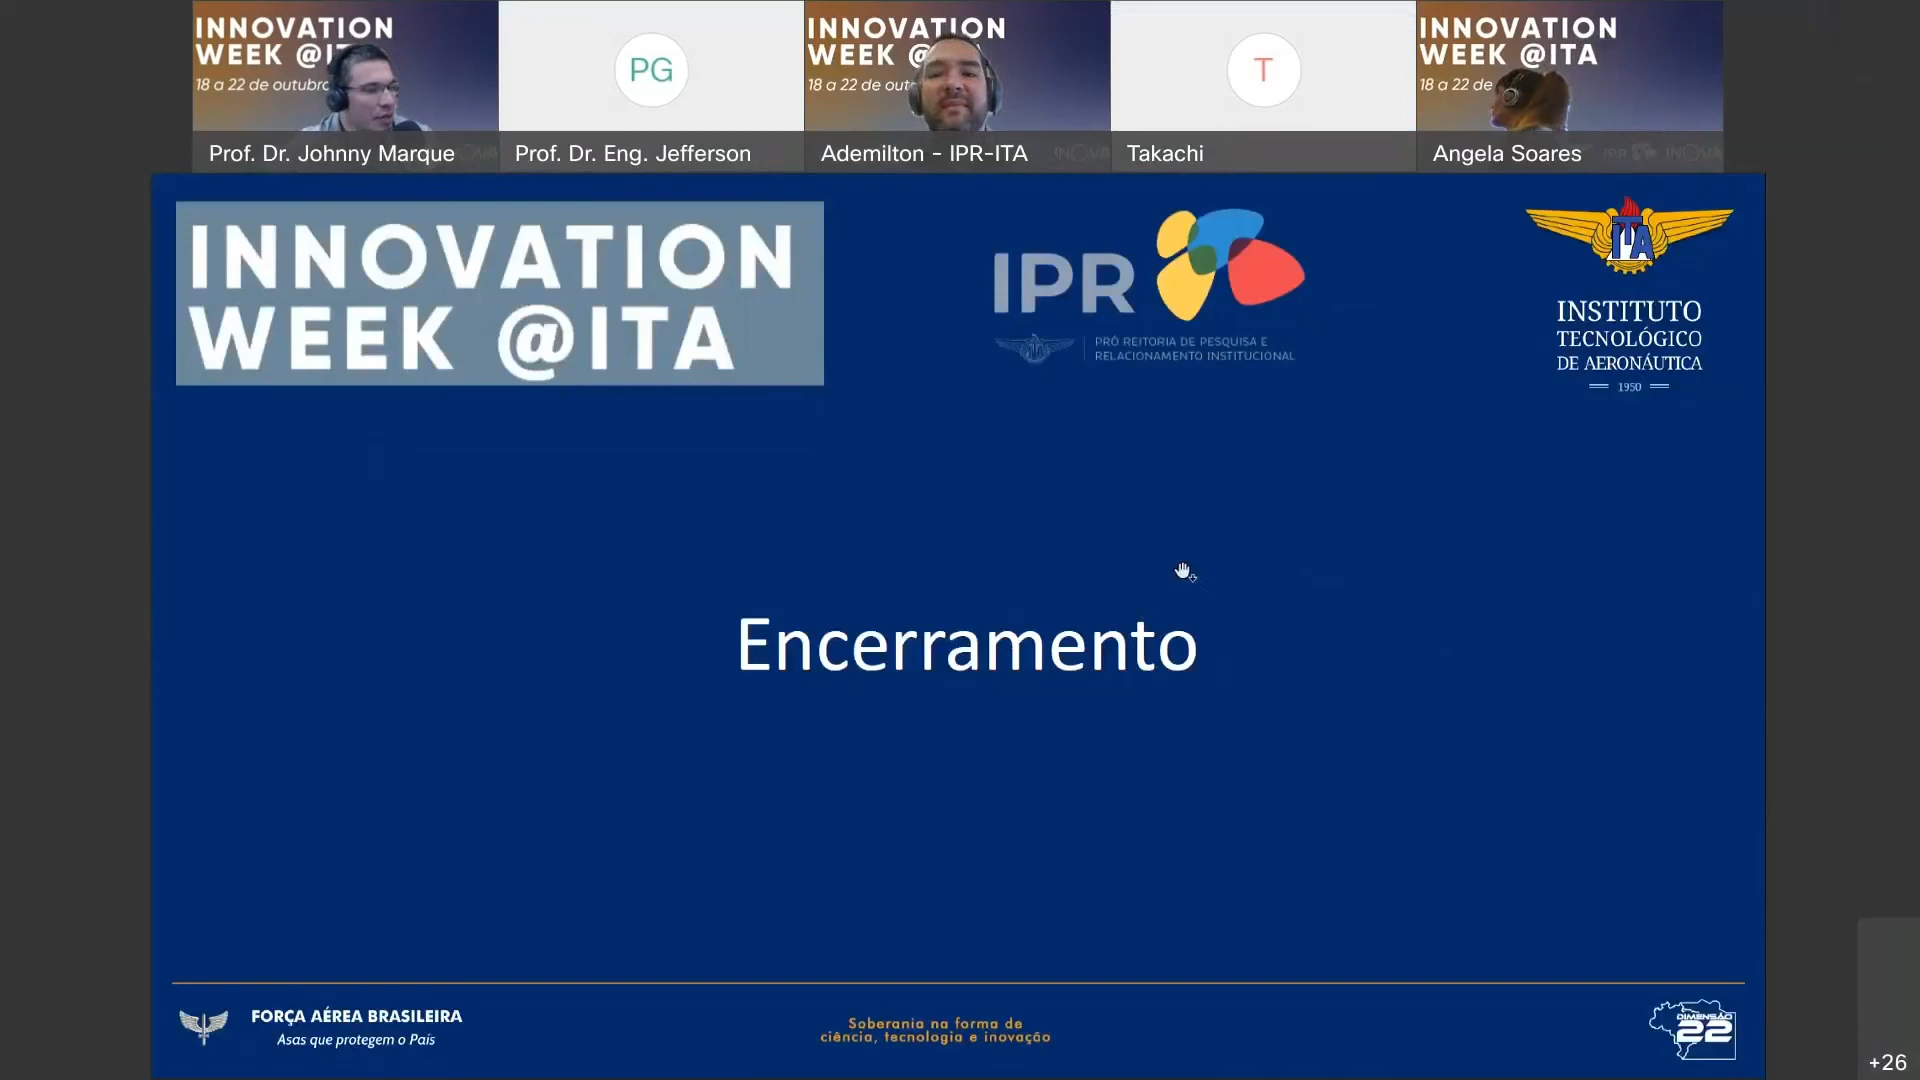 INNOVATION
WEEK @IT
18 a 22 de outubro
Prof. Dr. Johnny Marque
PG
Prof. Dr. Eng. Jefferson
INNOVATION
WEEK @
18 a 22 de out
Ademilton - IPR-ITA
T
Takachi
INNOVATION
WEEK @ITA
18 a 22 de
Angela Soares
INNOVATION
WEEK @ITA
IPR
PRÓ REITORIA DE PESQUISA E
RELACIONAMENTO INSTITUCIONAL
ITA
INSTITUTO
TECNOLÓGICO
DE AERONÁUTICA
1950
Encerramento
FORÇA AÉREA BRASILEIRA
Asas que protegem o País
Soberania na forma de
ciência, tecnologia e inovação
DIMENSÃO
22
+26